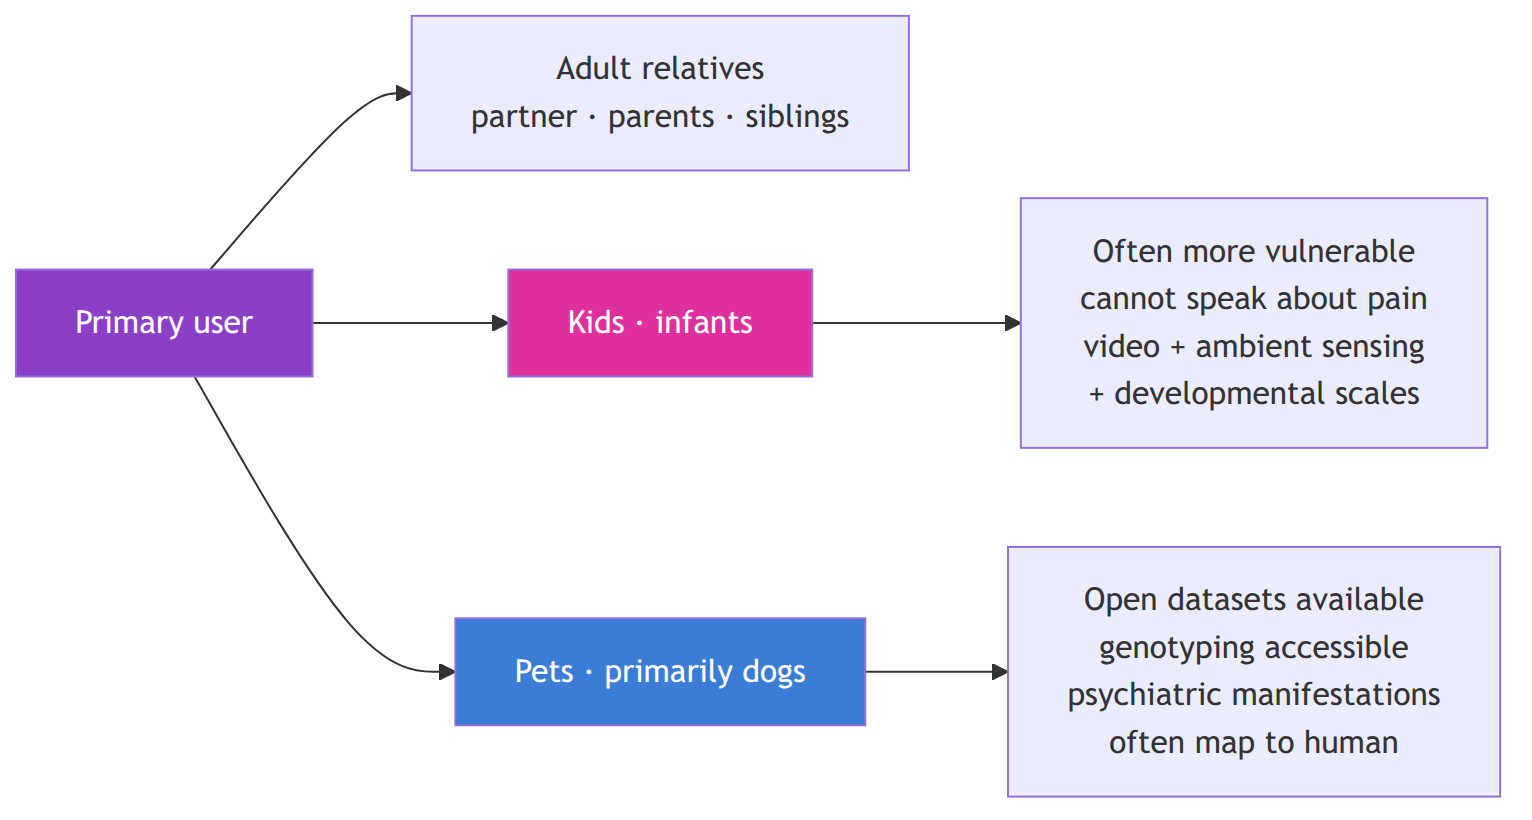 Adult relatives
partner · parents · siblings
Primary user
Kids · infants
Often more vulnerable
cannot speak about pain
video + ambient sensing
+ developmental scales
Pets · primarily dogs
Open datasets available
genotyping accessible
psychiatric manifestations
often map to human